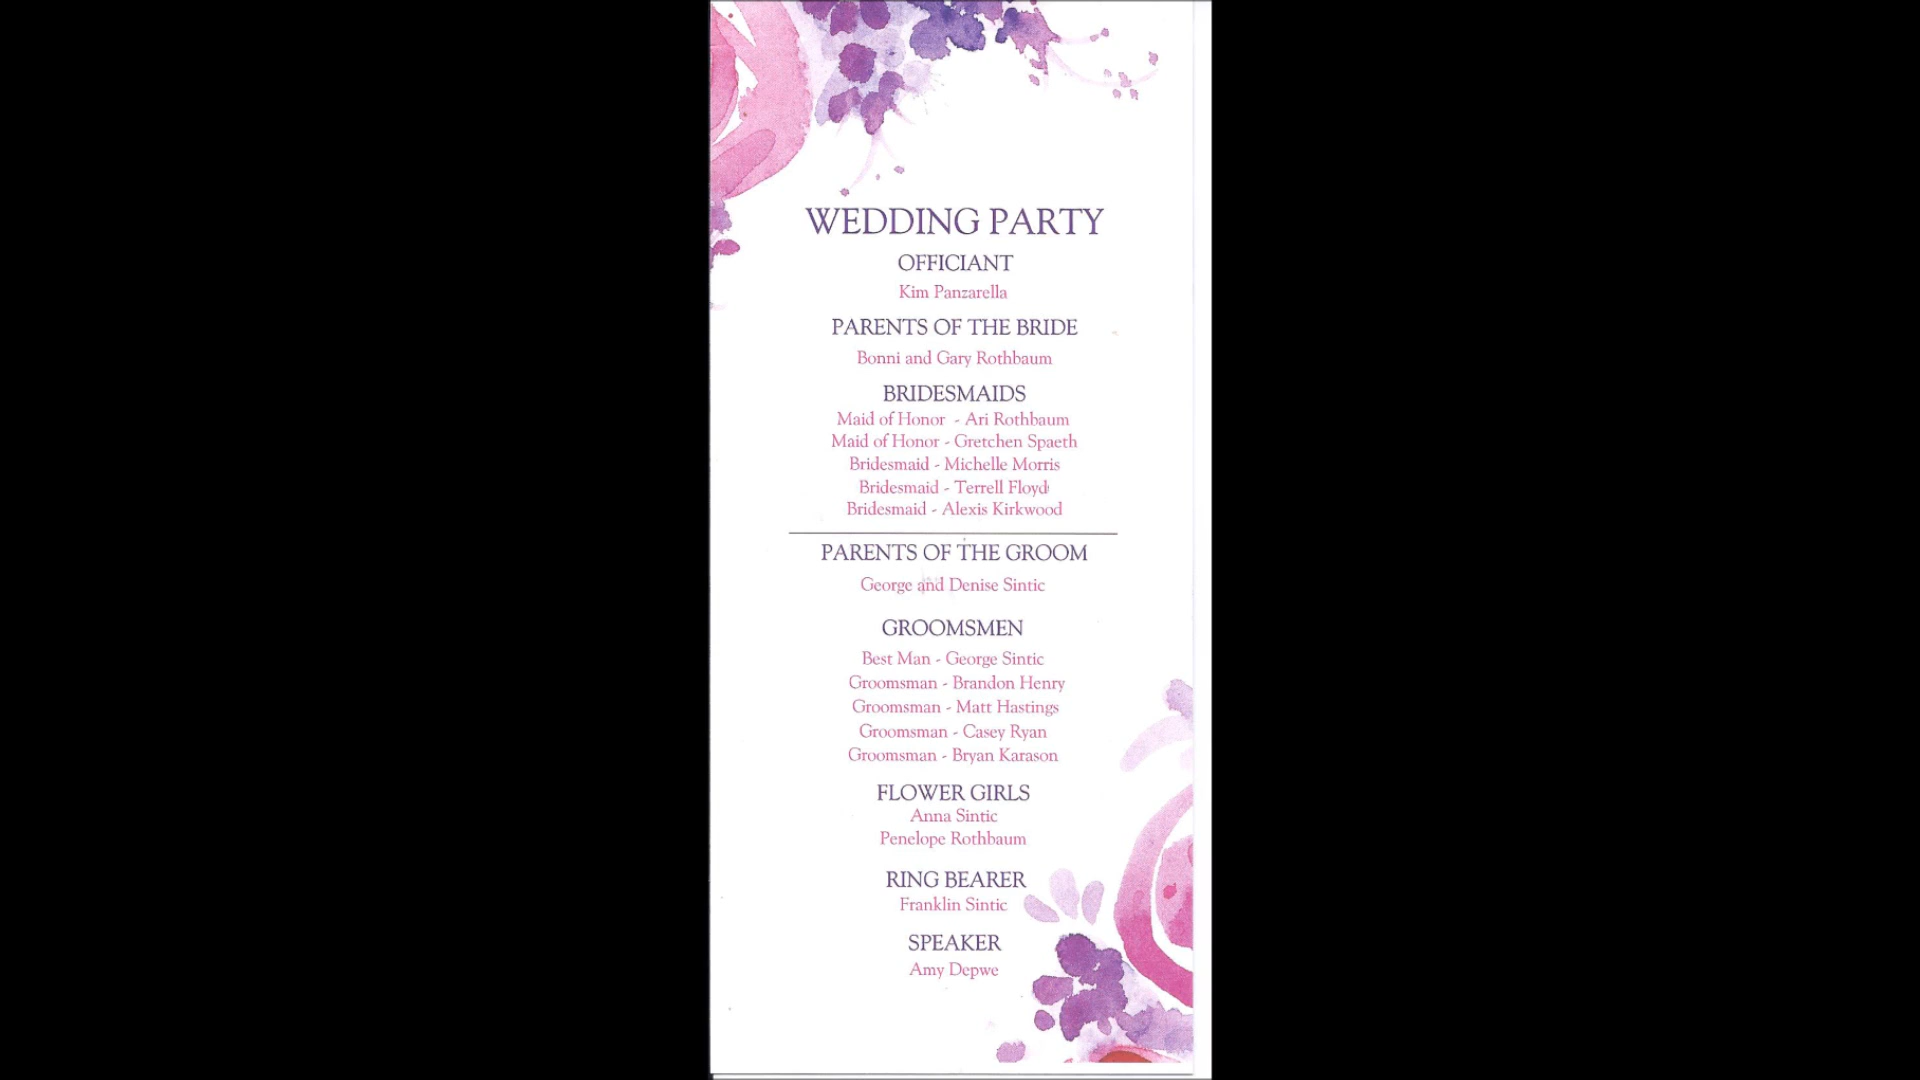 WEDDING PARTY
OFFICIANT
Kim Panzarella
PARENTS OF THE BRIDE
Bonni and Gary Rothbaum
BRIDESMAIDS
Maid of Honor - Ari Rothbaum
Maid of Honor - Gretchen Spaeth
Bridesmaid - Michelle Morris
Bridesmaid - Terrell Floyd
Bridesmaid - Alexis Kirkwood
PARENTS OF THE GROOM
George and Denise Sintic
GROOMSMEN
Best Man - George Sintic
Groomsman - Brandon Henry
Groomsman - Matt Hastings
Groomsman - Casey Ryan
Groomsman - Bryan Karason
FLOWER GIRLS
Anna Sintic
Penelope Rothbaum
RING BEARER
Franklin Sintic
SPEAKER
Amy Depwe